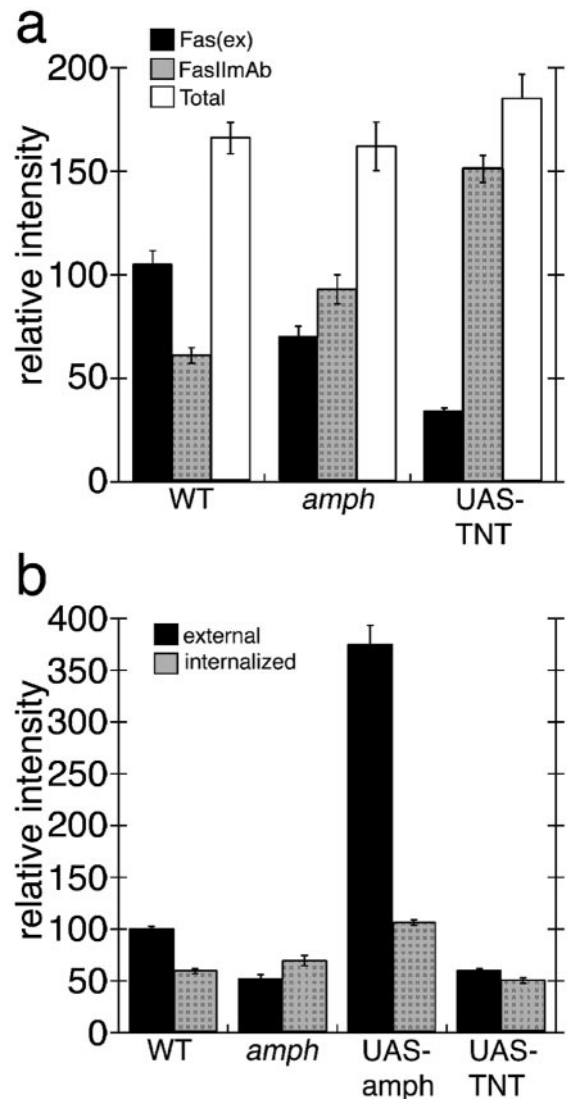 a
Fas(ex)
FasIImAb
Total
relative intensity
200
150
100
50
0
WT
amph
UAS-
TNT
b
external
internalized
relative intensity
400
350
300
250
200
150
100
50
0
WT
amph
UAS-
amph
UAS-
TNT